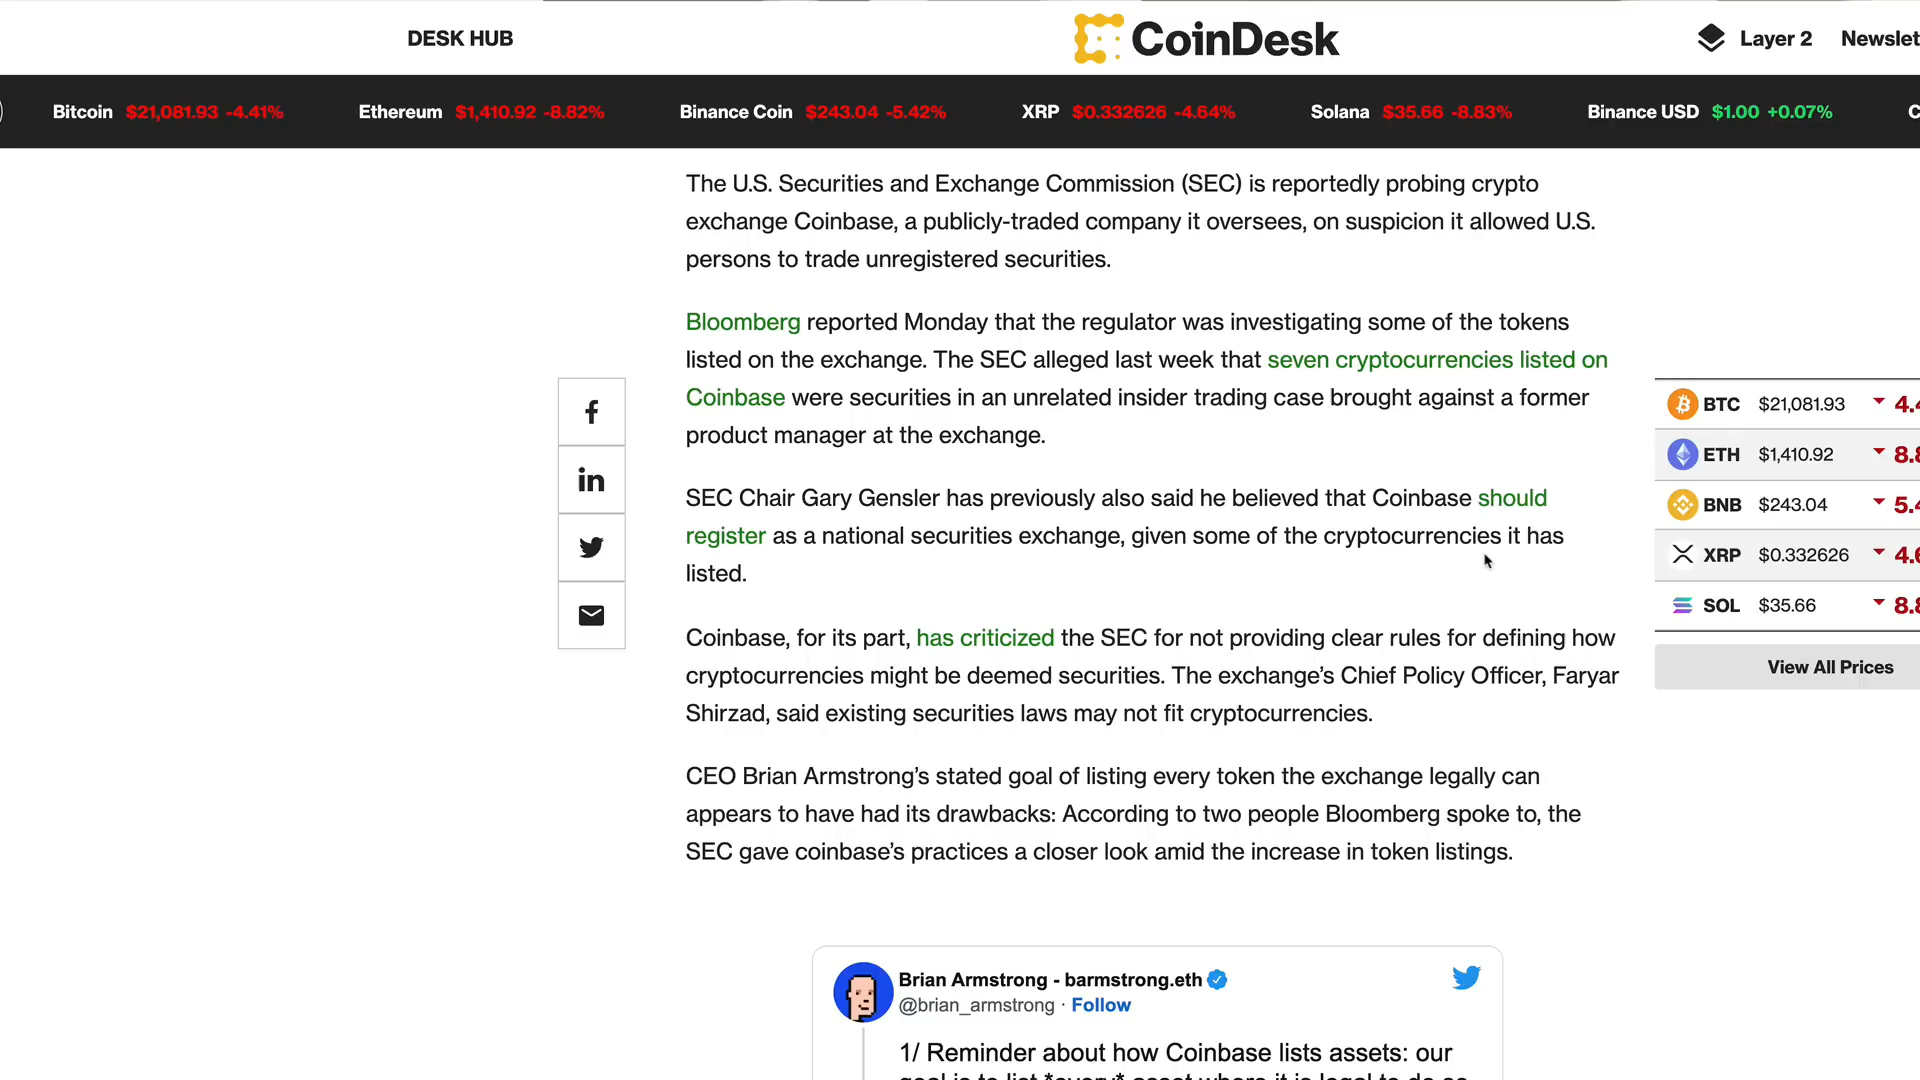 DESK HUB
CoinDesk
Layer 2
Newslet
Bitcoin $21,081.93 -4.41%
Ethereum $1,410.92 -8.82%
Binance Coin $243.04 -5.42%
XRP $0.332626 -4.64%
Solana $35.66 -8.83%
Binance USD $1.00 +0.07%
C
The U.S. Securities and Exchange Commission (SEC) is reportedly probing crypto
exchange Coinbase, a publicly-traded company it oversees, on suspicion it allowed U.S.
persons to trade unregistered securities.
Bloomberg reported Monday that the regulator was investigating some of the tokens
listed on the exchange. The SEC alleged last week that seven cryptocurrencies listed on
Coinbase were securities in an unrelated insider trading case brought against a former
product manager at the exchange.
SEC Chair Gary Gensler has previously also said he believed that Coinbase should
register as a national securities exchange, given some of the cryptocurrencies it has
listed.
Coinbase, for its part, has criticized the SEC for not providing clear rules for defining how
cryptocurrencies might be deemed securities. The exchange's Chief Policy Officer, Faryar
Shirzad, said existing securities laws may not fit cryptocurrencies.
CEO Brian Armstrong's stated goal of listing every token the exchange legally can
appears to have had its drawbacks: According to two people Bloomberg spoke to, the
SEC gave coinbase's practices a closer look amid the increase in token listings.
BTC $21,081.93 4.4
ETH $1,410.92 8.8
BNB $243.04 5.4
XRP $0.332626 4.6
SOL $35.66 8.8
View All Prices
Brian Armstrong - barmstrong.eth
@brian_armstrong · Follow
1/ Reminder about how Coinbase lists assets: our
goal is to list *every* asset where it is legal to do so